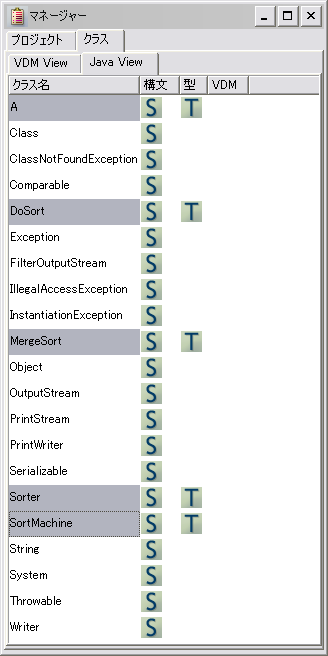 マネージャー
プロジェクト クラス
VDM View Java View
クラス名 構文 型 VDM
A S T
Class S
ClassNotFoundException S
Comparable S
DoSort S T
Exception S
FilterOutputStream S
IllegalAccessException S
InstantiationException S
MergeSort S T
Object S
OutputStream S
PrintStream S
PrintWriter S
Serializable S
Sorter S T
SortMachine S T
String S
System S
Throwable S
Writer S